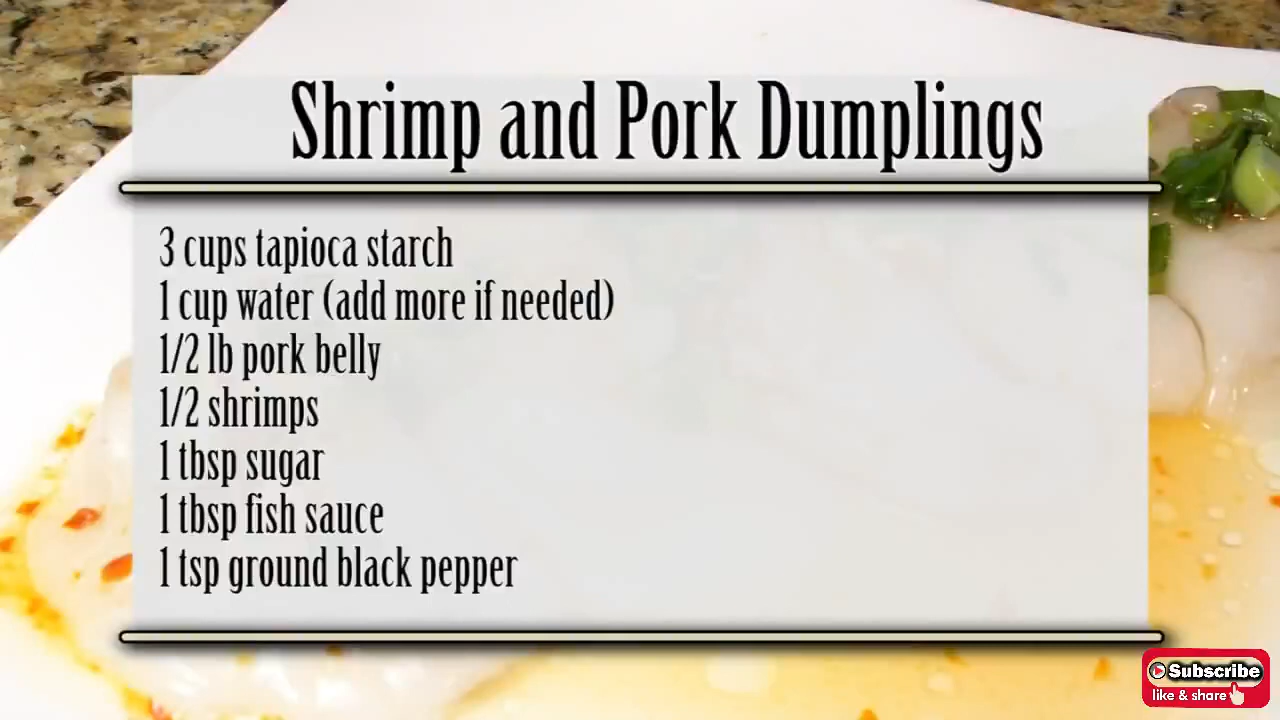 Shrimp and Pork Dumplings
3 cups tapioca starch
1 cup water (add more if needed)
1/2 lb pork belly
1/2 shrimps
1 tbsp sugar
1 tbsp fish sauce
1 tsp ground black pepper
Subscribe
like & share